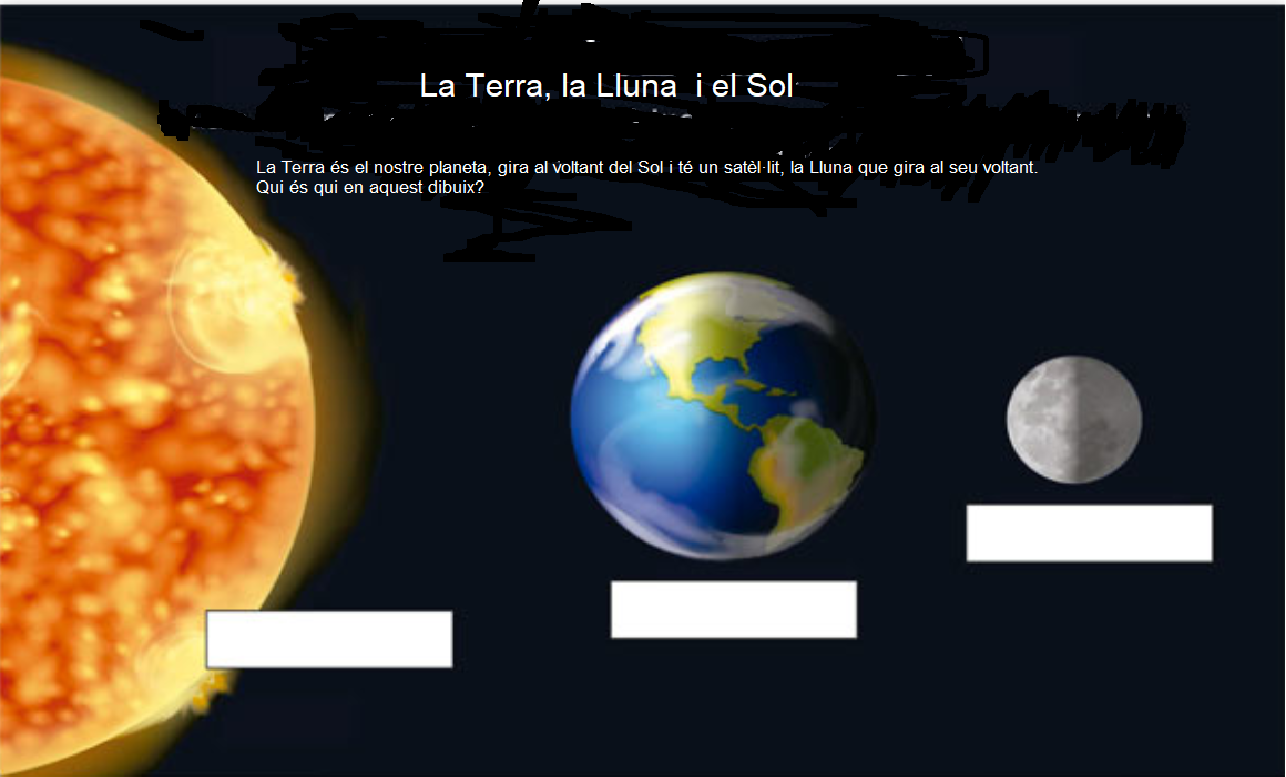 La Terra, la Lluna i el Sol
La Terra és el nostre planeta, gira al voltant del Sol i té un satèl·lit, la Lluna que gira al seu voltant.
Qui és qui en aquest dibuix?